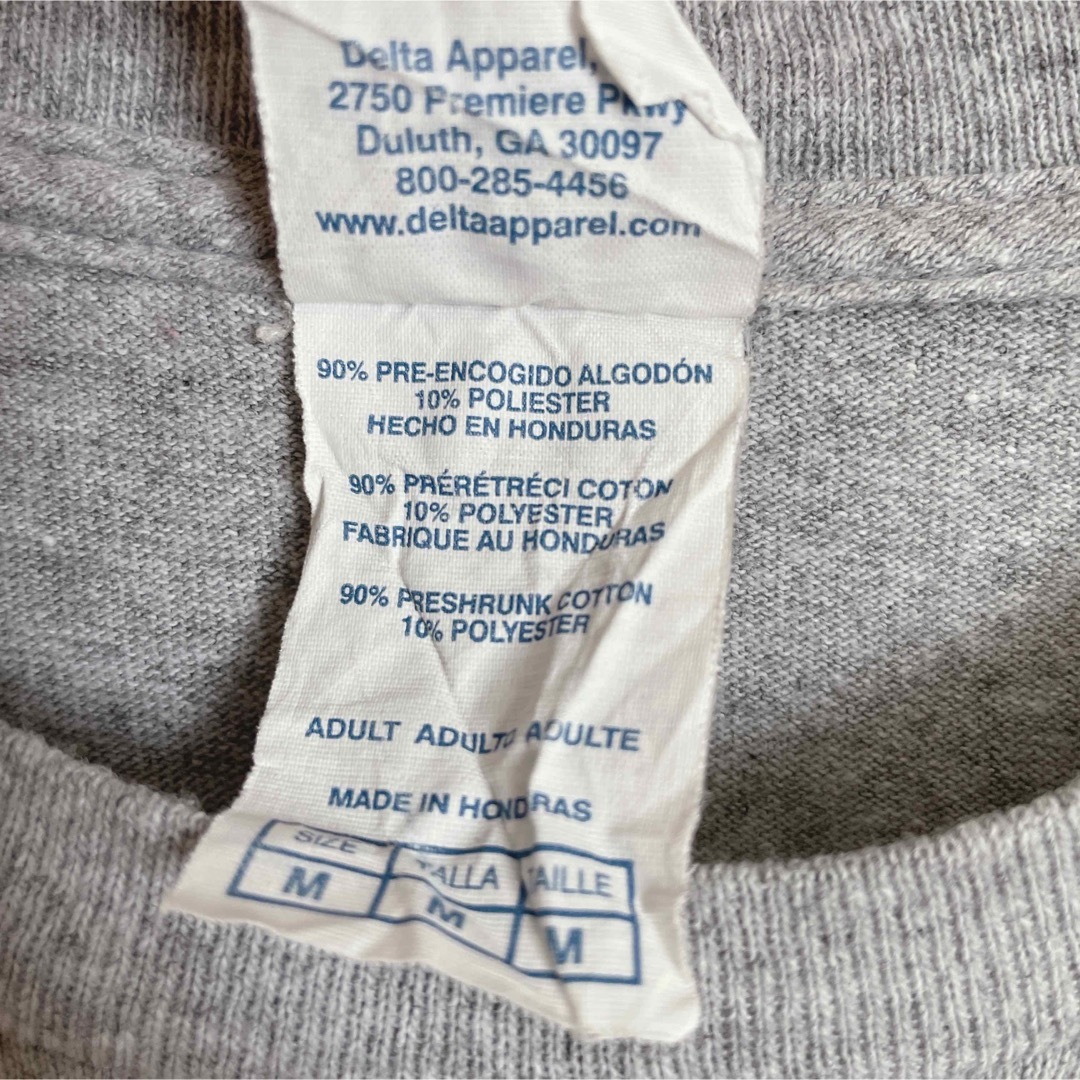 Delta Apparel,
2750 Premiere Pkwy
Duluth, GA 30097
800-285-4456
www.deltaapparel.com
90% PRE-ENCOGIDO ALGODÓN
10% POLIESTER
HECHO EN HONDURAS
90% PRÉRÉTRÉCI COTON
10% POLYESTER
FABRIQUE AU HONDURAS
90% PRESHRUNK COTTON
10% POLYESTER
ADULT ADULTO ADULTE
MADE IN HONDURAS
SIZE TALLA TAILLE
M M M